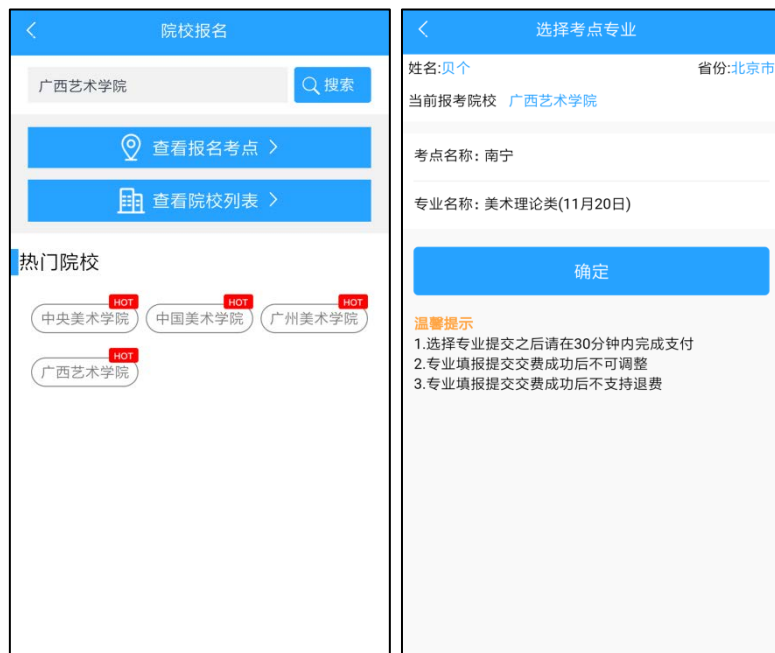 院校报名
广西艺术学院
搜索
查看报名考点
查看院校列表
热门院校
HOT
HOT
HOT
中央美术学院
中国美术学院
广州美术学院
HOT
广西艺术学院
选择考点专业
姓名:贝个
省份:北京市
当前报考院校 广西艺术学院
考点名称: 南宁
专业名称: 美术理论类(11月20日)
确定
温馨提示
1.选择专业提交之后请在30分钟内完成支付
2.专业填报提交交费成功后不可调整
3.专业填报提交交费成功后不支持退费